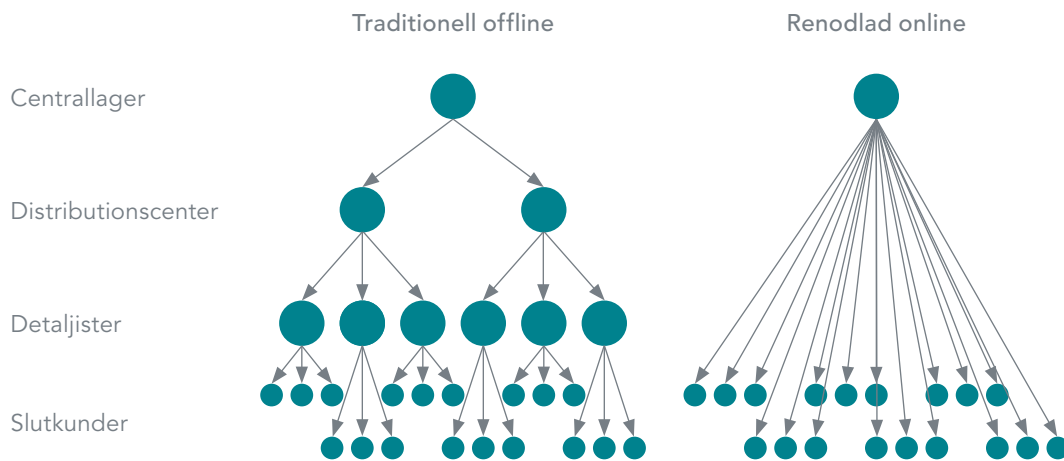 Traditionell offline
Renodlad online
Centrallager
Distributionscenter
Detaljister
Slutkunder